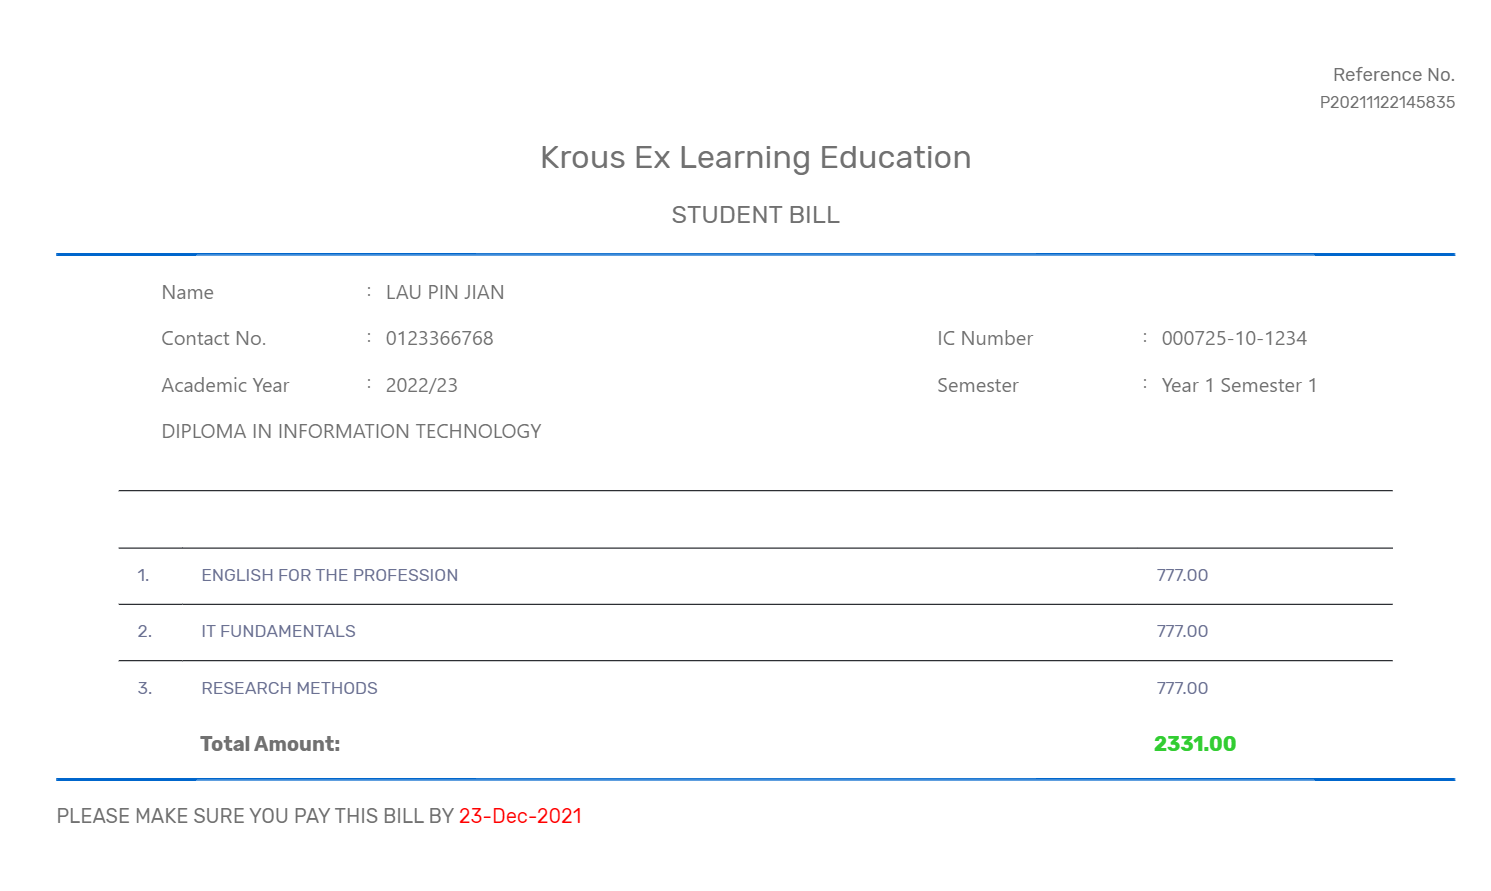 Reference No.
P20211122145835
Krous Ex Learning Education
STUDENT BILL
Name : LAU PIN JIAN
Contact No. : 0123366768 IC Number : 000725-10-1234
Academic Year : 2022/23 Semester : Year 1 Semester 1
DIPLOMA IN INFORMATION TECHNOLOGY
1. ENGLISH FOR THE PROFESSION 777.00
2. IT FUNDAMENTALS 777.00
3. RESEARCH METHODS 777.00
Total Amount: 2331.00
PLEASE MAKE SURE YOU PAY THIS BILL BY 23-Dec-2021